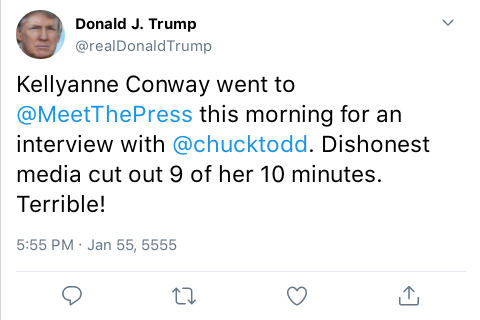 Donald J. Trump
@realDonaldTrump
Kellyanne Conway went to
@MeetThePress this morning for an
interview with @chucktodd. Dishonest
media cut out 9 of her 10 minutes.
Terrible!
5:55 PM · Jan 55, 5555